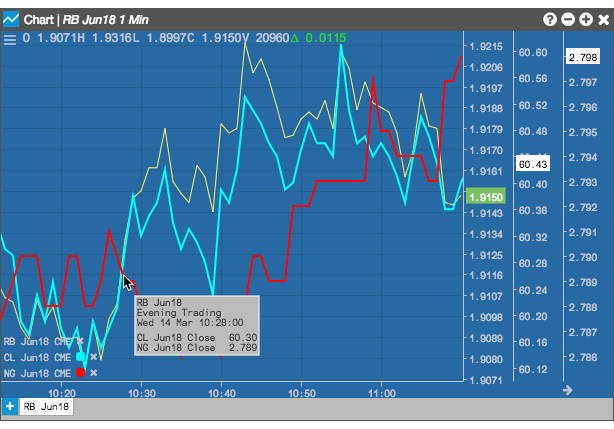 Chart | RB Jun18 1 Min
O 1.9071H 1.9316L 1.8997C 1.9150V 20960Δ 0.0115
1.9215 60.60 2.798
1.9206 60.56 2.797
1.9197 60.52 2.796
1.9188 60.48 2.795
1.9179 2.794
1.9170 60.43 2.793
1.9161 60.40 2.792
1.9150 60.36 2.791
1.9143 60.32 2.790
1.9134 60.28 2.789
1.9125 60.24 2.788
1.9116 60.20 2.787
1.9107 60.16 2.786
1.9098 60.12
1.9089
1.9080
1.9071
RB Jun18
Evening Trading
Wed 14 Mar 10:28:00
CL Jun18 Close 60.30
NG Jun18 Close 2.789
RB Jun18 CME
CL Jun18 CME
NG Jun18 CME
10:20 10:30 10:40 10:50 11:00
RB Jun18